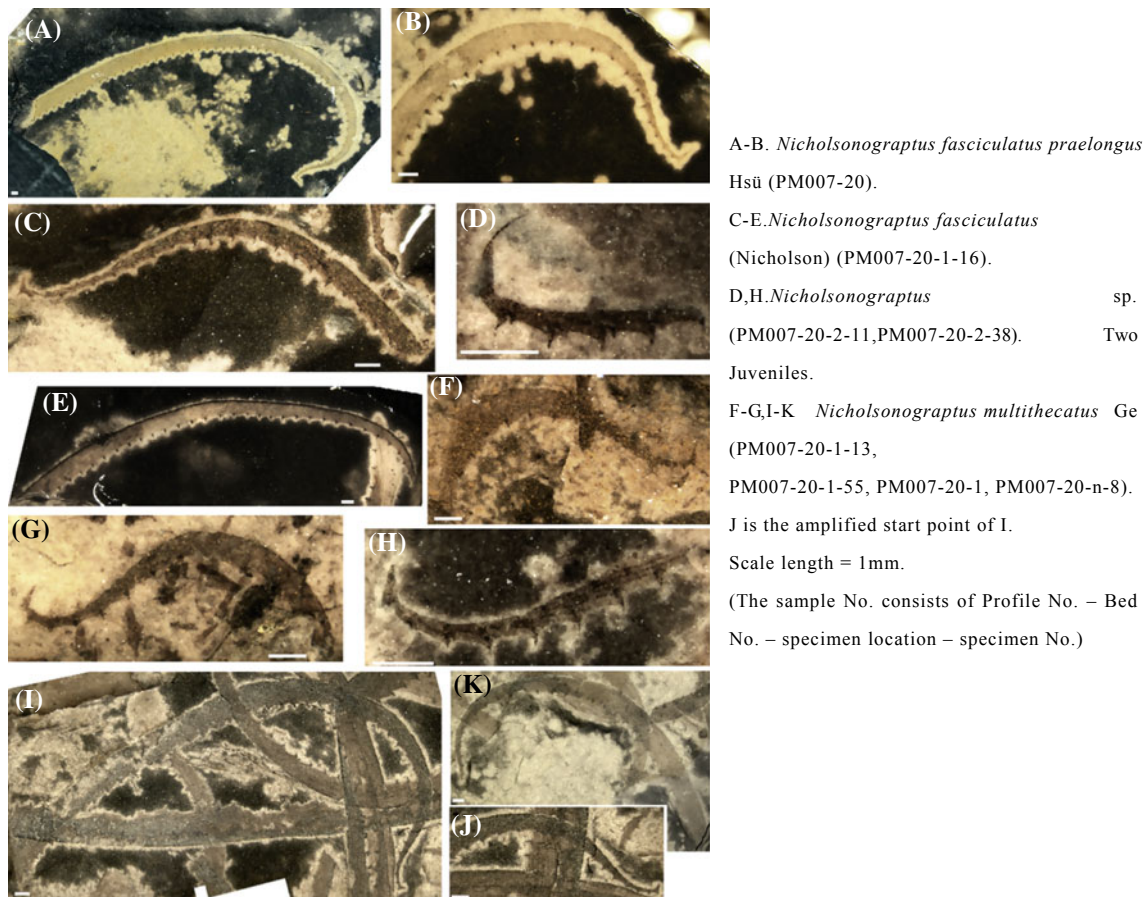 (A)
(B)
(C)
(D)
(E)
(F)
(G)
(H)
(I)
(K)
(J)
A-B. Nicholsonograptus fasciculatus praelongus
Hsü (PM007-20).
C-E.Nicholsonograptus fasciculatus
(Nicholson) (PM007-20-1-16).
D,H.Nicholsonograptus sp.
(PM007-20-2-11,PM007-20-2-38). Two
Juveniles.
F-G,I-K Nicholsonograptus multithecatus Ge
(PM007-20-1-13,
PM007-20-1-55, PM007-20-1, PM007-20-n-8).
J is the amplified start point of I.
Scale length = 1mm.
(The sample No. consists of Profile No. – Bed
No. – specimen location – specimen No.)